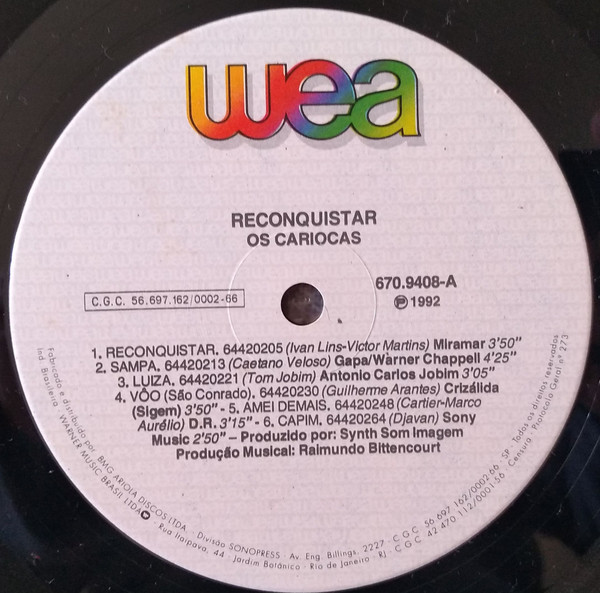 wea
RECONQUISTAR
OS CARIOCAS
670.9408-A
C.G.C. 56.697.162/0002-66
℗ 1992
1. RECONQUISTAR. 64420205 (Ivan Lins-Victor Martins) Miramar 3'50"
2. SAMPA. 64420213 (Caetano Veloso) Gapa/Warner Chappell 4'25"
3. LUIZA. 64420221 (Tom Jobim) Antonio Carlos Jobim 3'05"
4. VÔO (São Conrado). 64420230 (Guilherme Arantes) Crizálida
(Sigem) 3'50" - 5. AMEI DEMAIS. 64420248 (Cartier-Marco
Aurélio) D.R. 3'15" - 6. CAPIM. 64420264 (Djavan) Sony
Music 2'50" – Produzido por: Synth Som Imagem
Produção Musical: Raimundo Bittencourt
Fabricado e distribuído por BMG ARIOLA DISCOS LTDA. - Divisão SONOPRESS - Av. Eng. Billings, 2227 - C G C 56 697 162/0002-66 - SP - Todos os direitos reservados
Ind. Brasileira - WARNER MUSIC BRASIL LTDA - Rua Itaipava, 44 - Jardim Botânico - Rio de Janeiro - RJ - C G C 42 470 112/0001-56 - Censura - Protocolo Geral nº 273